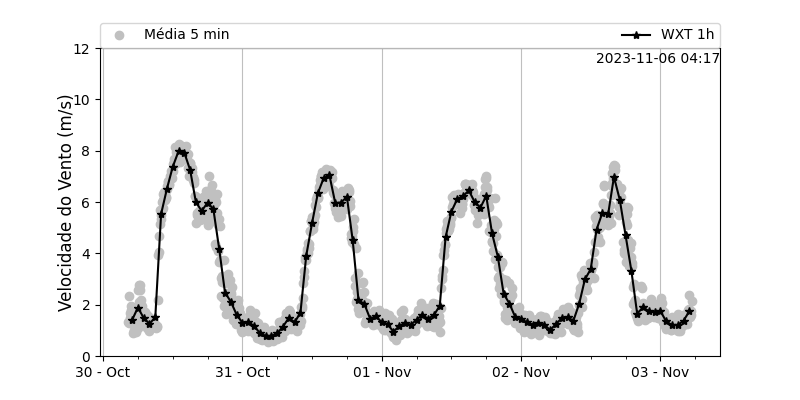 Média 5 min
WXT 1h
2023-11-06 04:17
Velocidade do Vento (m/s)
12
10
8
6
4
2
0
30 - Oct
31 - Oct
01 - Nov
02 - Nov
03 - Nov